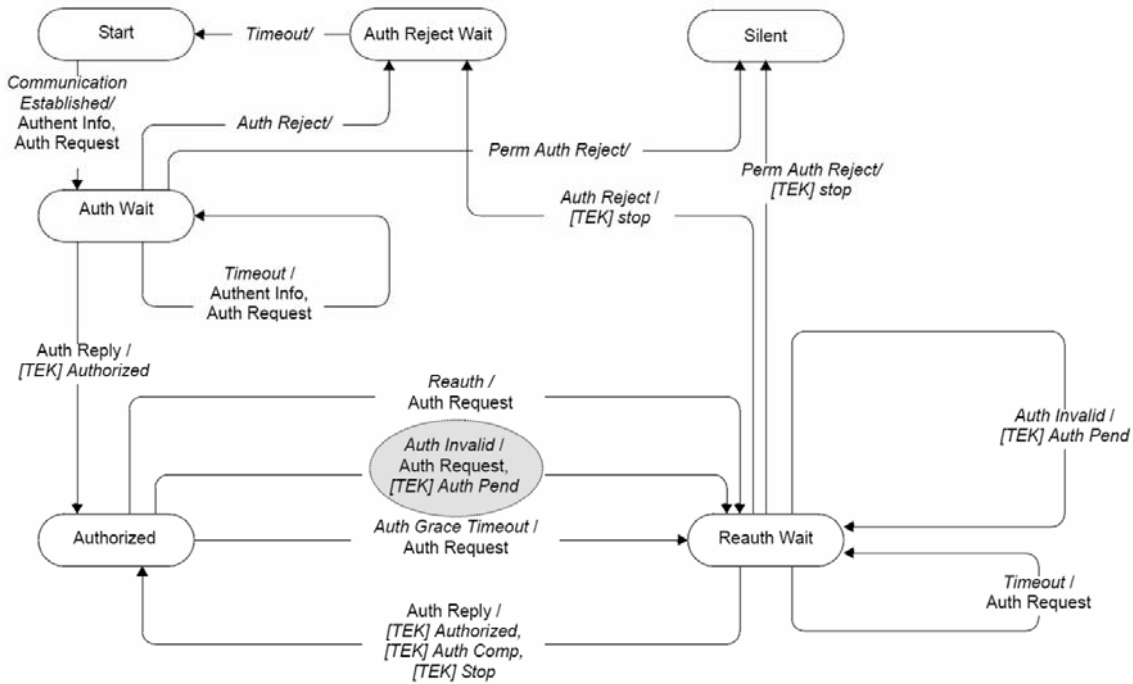 Start
Timeout/
Auth Reject Wait
Silent
Communication
Established/
Authent Info,
Auth Request
Auth Reject/
Perm Auth Reject/
Perm Auth Reject/
[TEK] stop
Auth Reject /
[TEK] stop
Auth Wait
Timeout /
Authent Info,
Auth Request
Auth Reply /
[TEK] Authorized
Reauth /
Auth Request
Auth Invalid /
[TEK] Auth Pend
Auth Invalid /
Auth Request,
[TEK] Auth Pend
Authorized
Auth Grace Timeout /
Auth Request
Reauth Wait
Timeout /
Auth Request
Auth Reply /
[TEK] Authorized,
[TEK] Auth Comp,
[TEK] Stop